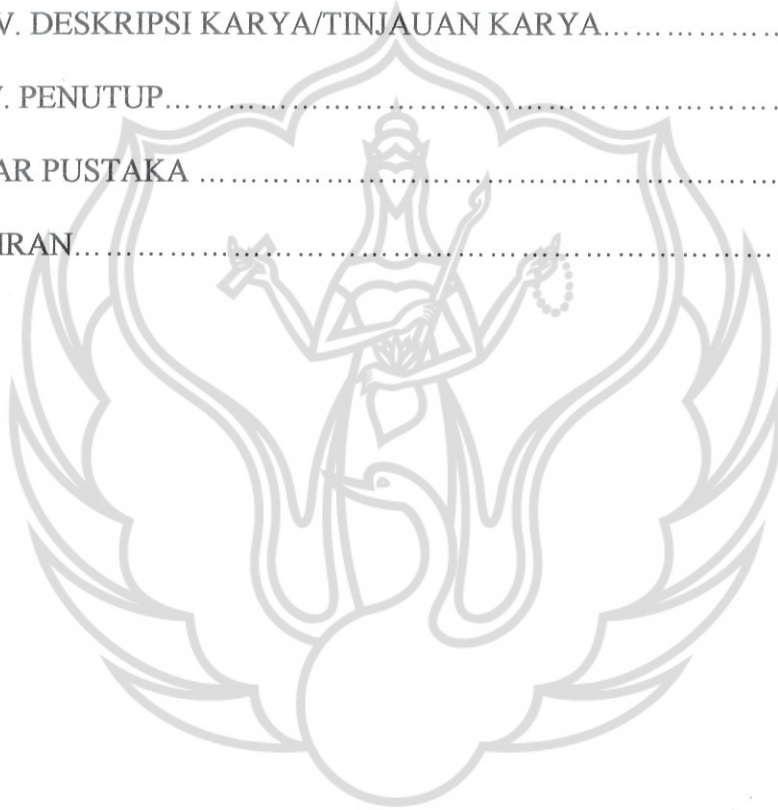 V. DESKRIPSI KARYA/TINJAUAN KARYA………………
. PENUTUP……………………………………………………
AR PUSTAKA ………………………………………………
IRAN……………………………………………………………